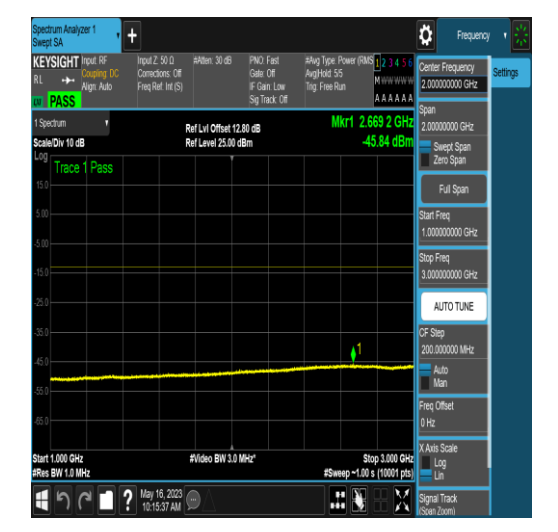 Spectrum Analyzer 1
Swept SA
+
Frequency
KEYSIGHT
Input: RF
Input Z: 50 Ω
#Atten: 30 dB
PNO: Fast
#Avg Type: Power (RMS
1 2 3 4 5 6
RL
Coupling: DC
Corrections: Off
Gate: Off
Avg|Hold: 5/5
M w w w w w
Align: Auto
Freq Ref: Int (S)
IF Gain: Low
Trig: Free Run
Sig Track: Off
A A A A A A
PASS
1 Spectrum
Ref Lvl Offset 12.80 dB
Mkr1 2.669 2 GHz
Scale/Div 10 dB
Ref Level 25.00 dBm
-45.84 dBm
Log
Trace 1 Pass
15.0
5.00
-5.00
-15.0
-25.0
-35.0
1
-45.0
-55.0
-65.0
Start 1.000 GHz
#Video BW 3.0 MHz*
Stop 3.000 GHz
#Res BW 1.0 MHz
#Sweep ~1.00 s (10001 pts)
May 16, 2023
10:15:37 AM
?
Center Frequency
2.000000000 GHz
Settings
Span
2.00000000 GHz
Swept Span
Zero Span
Full Span
Start Freq
1.000000000 GHz
Stop Freq
3.000000000 GHz
AUTO TUNE
CF Step
200.000000 MHz
Auto
Man
Freq Offset
0 Hz
X Axis Scale
Log
Lin
Signal Track
(Span Zoom)